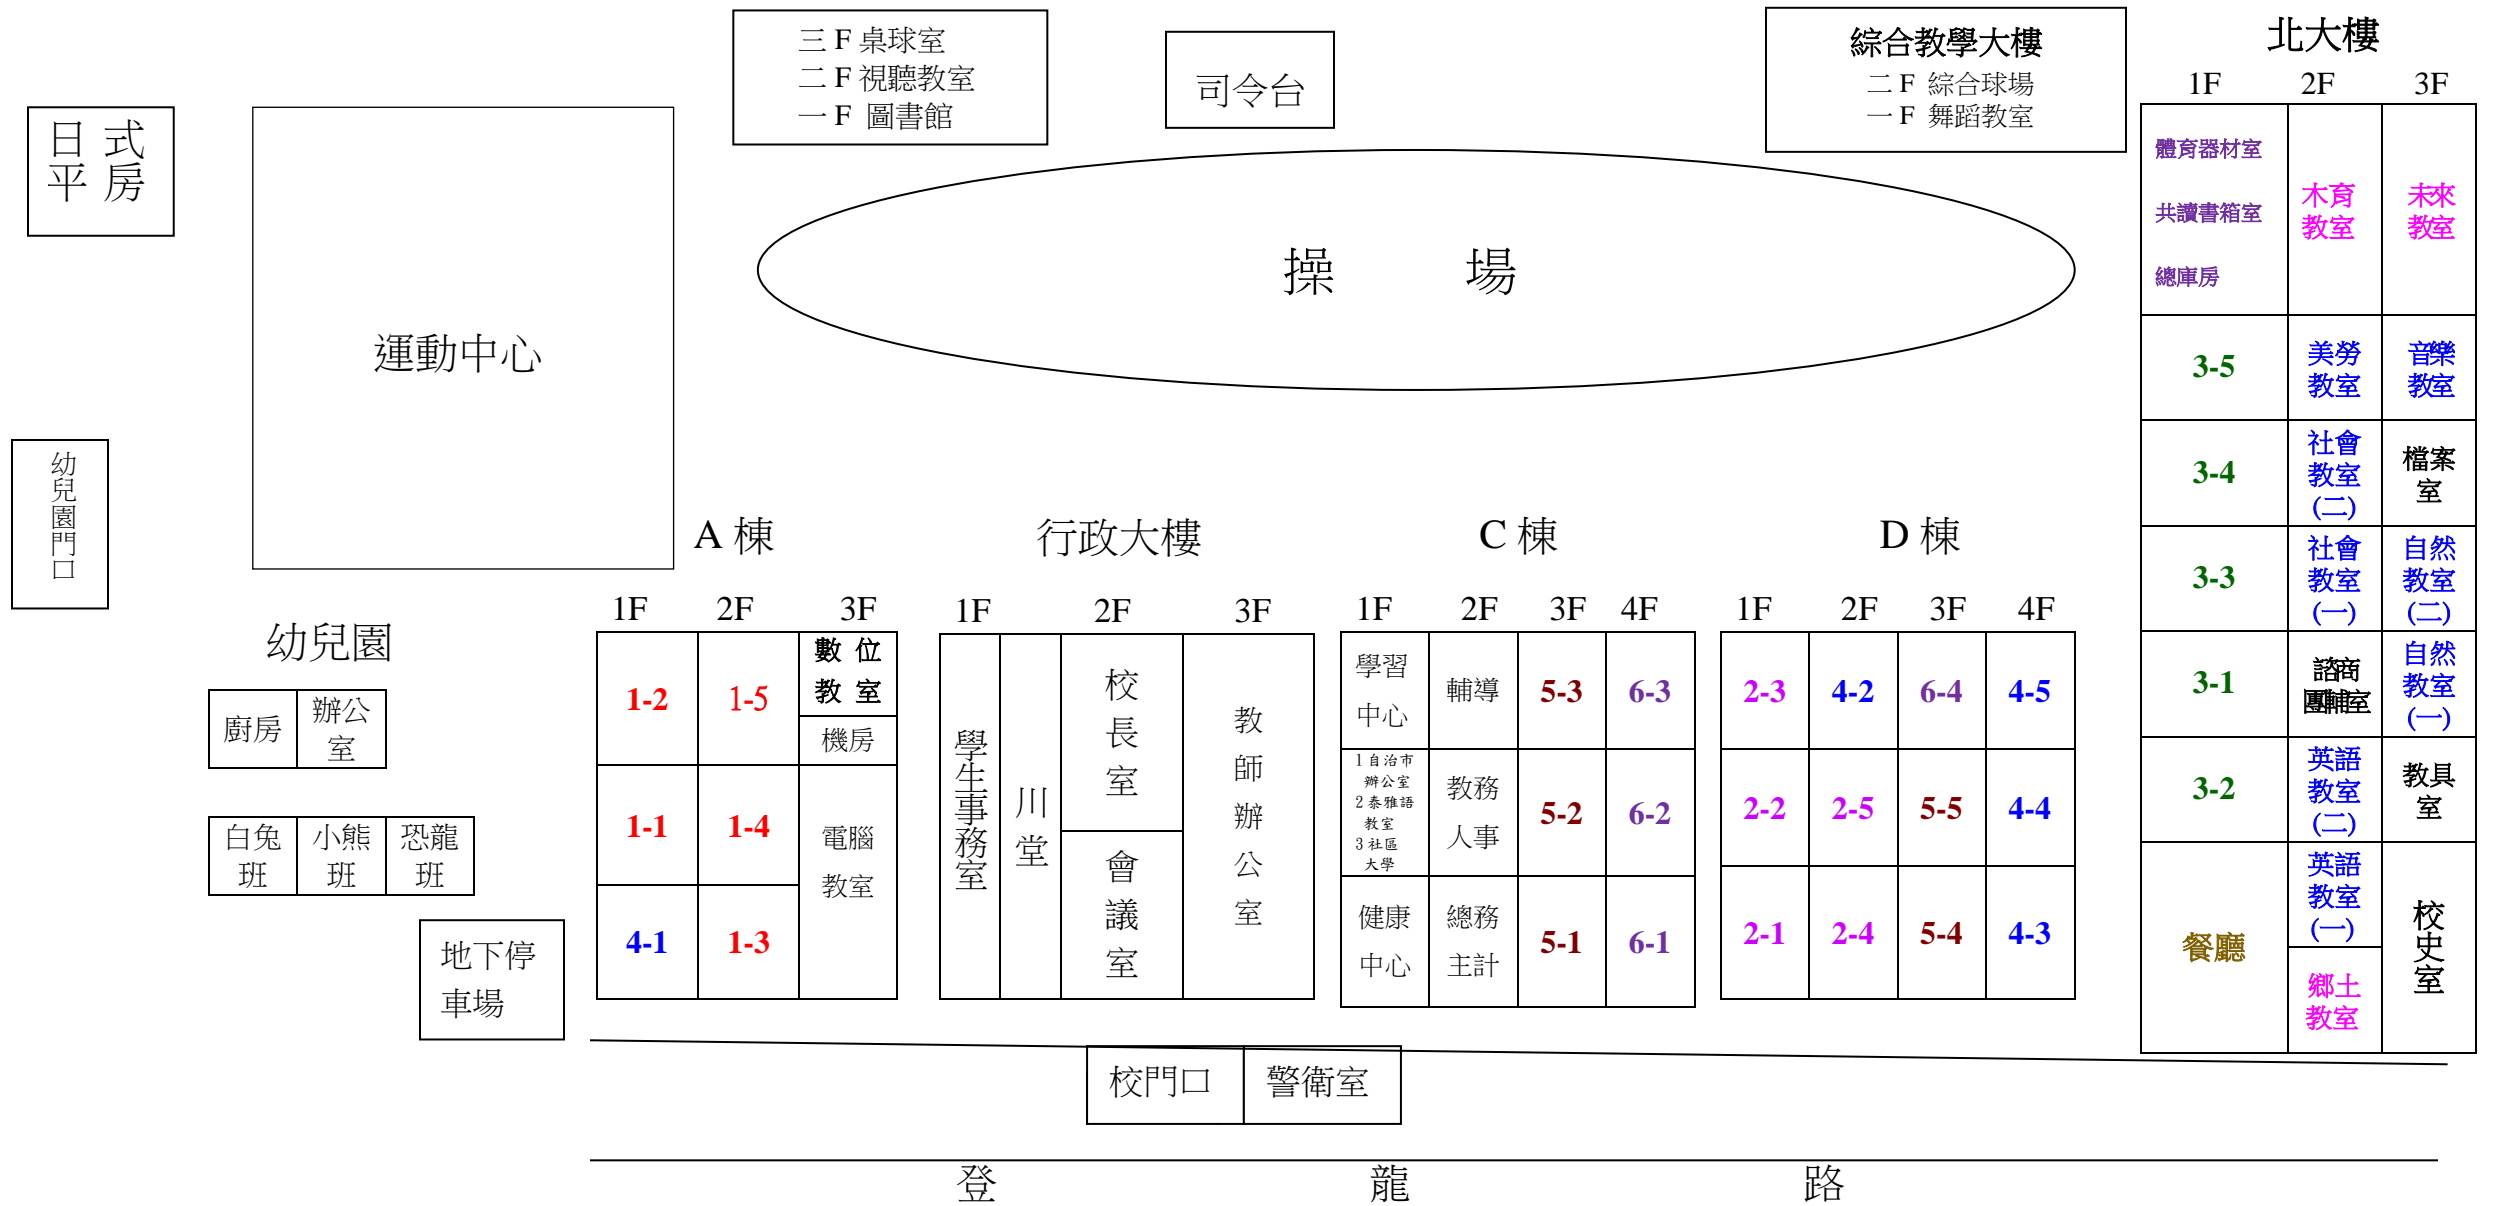 三 F 桌球室
二 F 視聽教室
一 F 圖書館
司令台
綜合教學大樓
二 F 綜合球場
一 F 舞蹈教室
北大樓
1F 2F 3F
日 式
平 房
運動中心
操 場
體育器材室
共讀書箱室
總庫房
木育
教室
未來
教室
3-5
美勞
教室
音樂
教室
3-4
社會
教室
(二)
檔案
室
3-3
社會
教室
(一)
自然
教室
(二)
3-1
諮商
團輔室
自然
教室
(一)
3-2
英語
教室
(二)
教具
室
餐廳
英語
教室
(一)
鄉土
教室
校史室
幼兒園門口
幼兒園
廚房
辦公
室
白兔
班
小熊
班
恐龍
班
地下停
車場
A 棟
1F 2F 3F
1-2
1-5
數 位
教 室
機房
1-1
1-4
電腦
教室
4-1
1-3
行政大樓
1F 2F 3F
學生事務室
川堂
校長室
會議室
教師辦公室
C 棟
1F 2F 3F 4F
學習
中心
輔導
5-3
6-3
1 自治市
辦公室
2 泰雅語
教室
3 社區
大學
教務
人事
5-2
6-2
健康
中心
總務
主計
5-1
6-1
D 棟
1F 2F 3F 4F
2-3
4-2
6-4
4-5
2-2
2-5
5-5
4-4
2-1
2-4
5-4
4-3
校門口
警衛室
登 龍 路